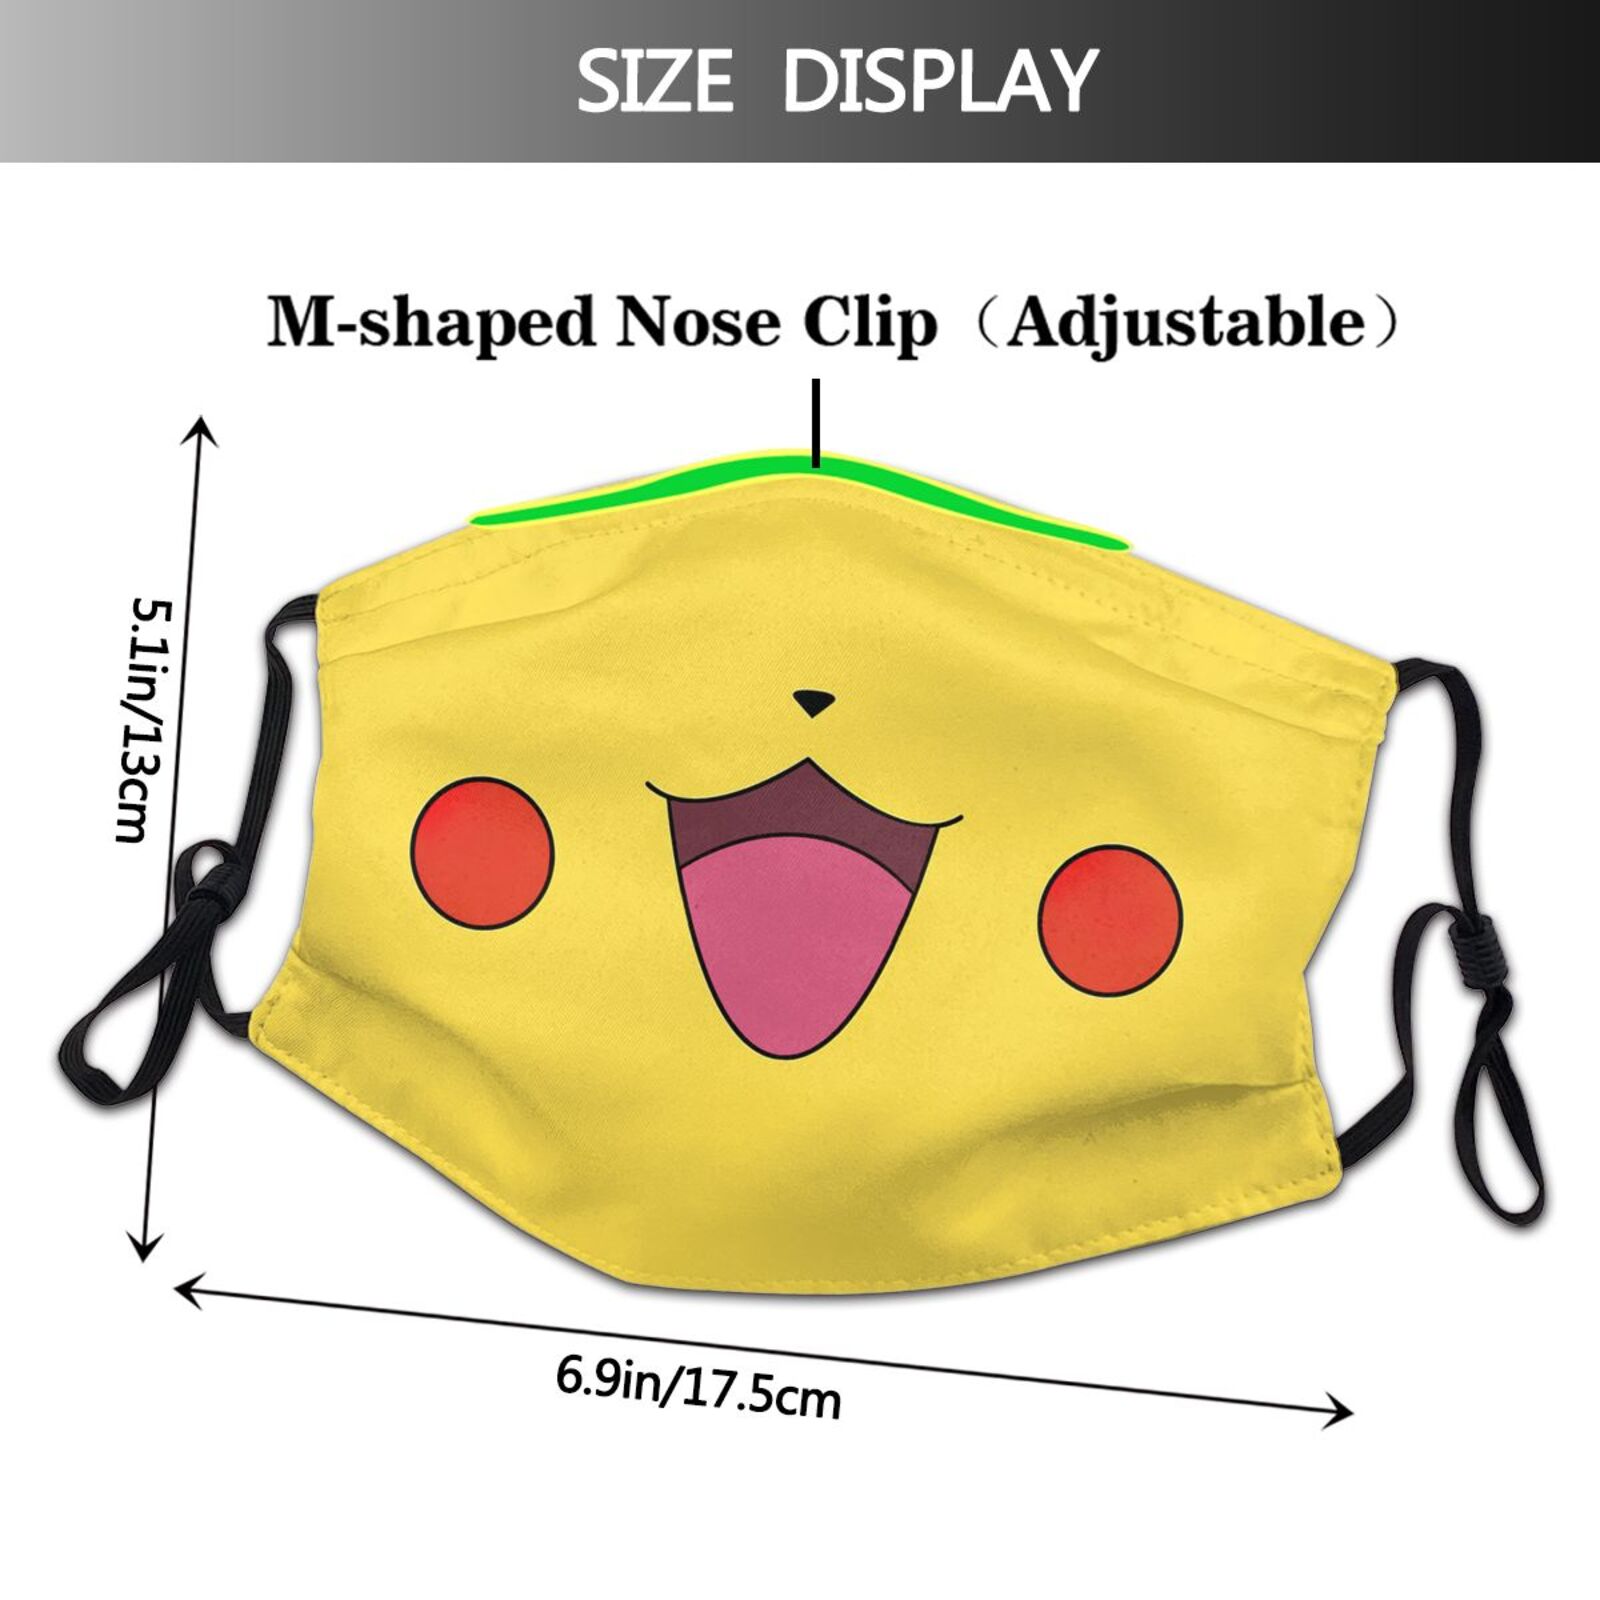 SIZE DISPLAY
M-shaped Nose Clip（Adjustable）
5.1in/13cm
6.9in/17.5cm